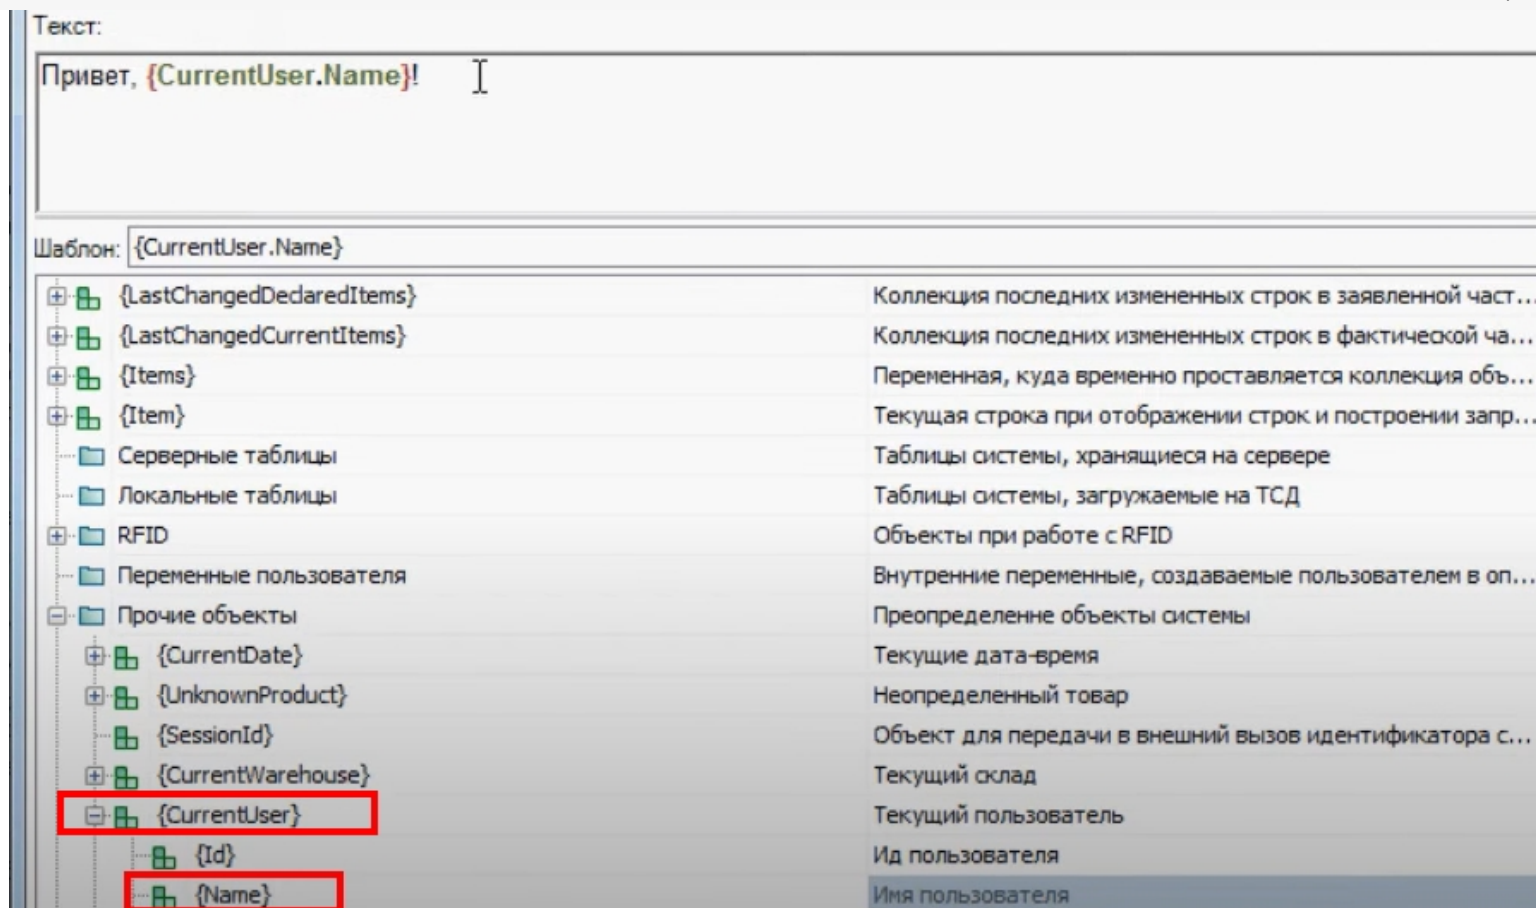 Текст:
Привет, {CurrentUser.Name}!
Шаблон: {CurrentUser.Name}
{LastChangedDeclaredItems} Коллекция последних измененных строк в заявленной част...
{LastChangedCurrentItems} Коллекция последних измененных строк в фактической ча...
{Items} Переменная, куда временно проставляется коллекция объ...
{Item} Текущая строка при отображении строк и построении запр...
Серверные таблицы Таблицы системы, хранящиеся на сервере
Локальные таблицы Таблицы системы, загружаемые на ТСД
RFID Объекты при работе с RFID
Переменные пользователя Внутренние переменные, создаваемые пользователем в оп...
Прочие объекты Преопределенне объекты системы
{CurrentDate} Текущие дата-время
{UnknownProduct} Неопределенный товар
{SessionId} Объект для передачи в внешний вызов идентификатора с...
{CurrentWarehouse} Текущий склад
{CurrentUser} Текущий пользователь
{Id} Ид пользователя
{Name} Имя пользователя